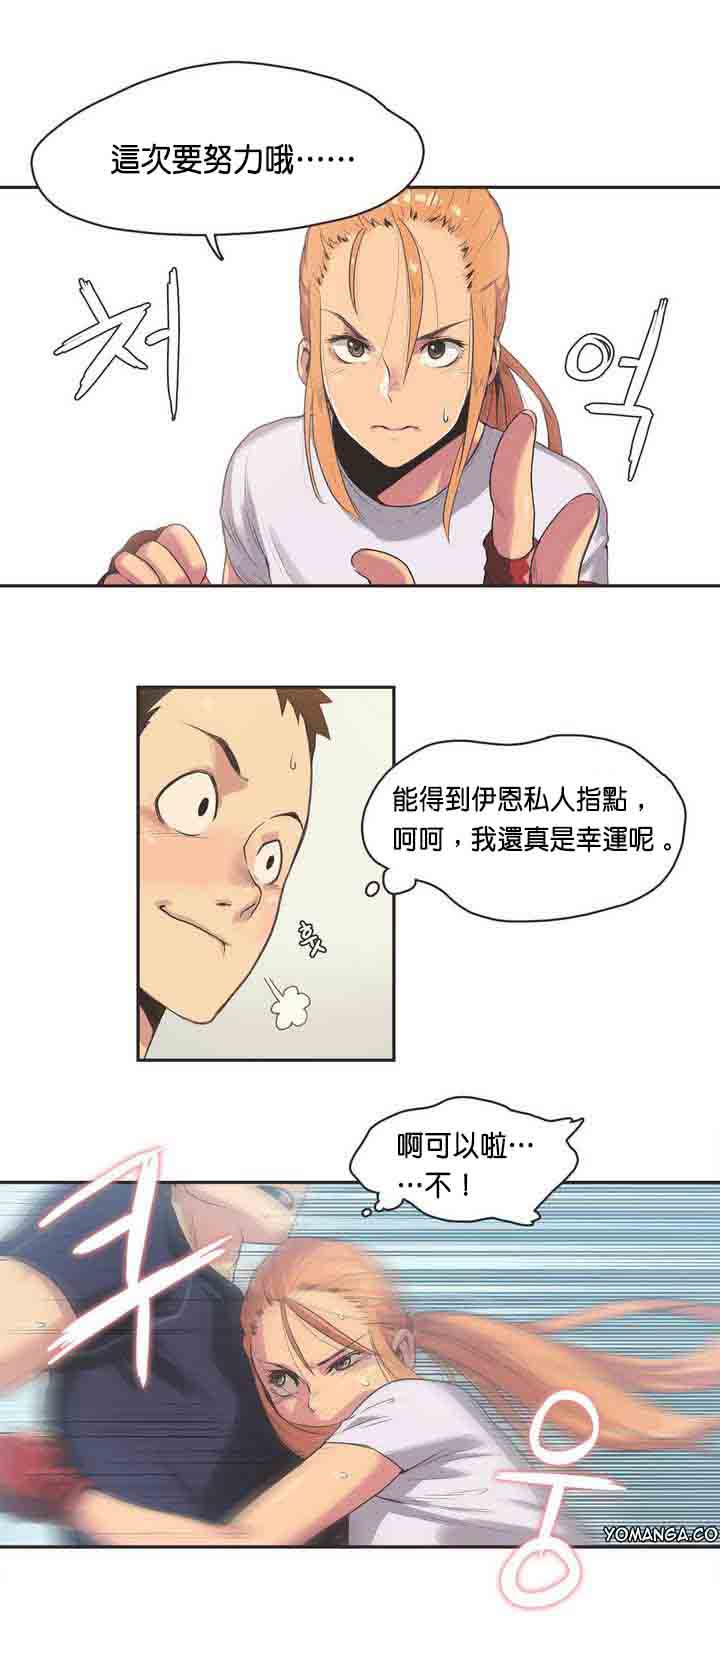 這次要努力哦⋯⋯
저
억
能得到伊恩私人指點，
呵呵，我還真是幸運呢。
훗
啊可以啦⋯
⋯不！
쿠
웅
YOMANGA.CO